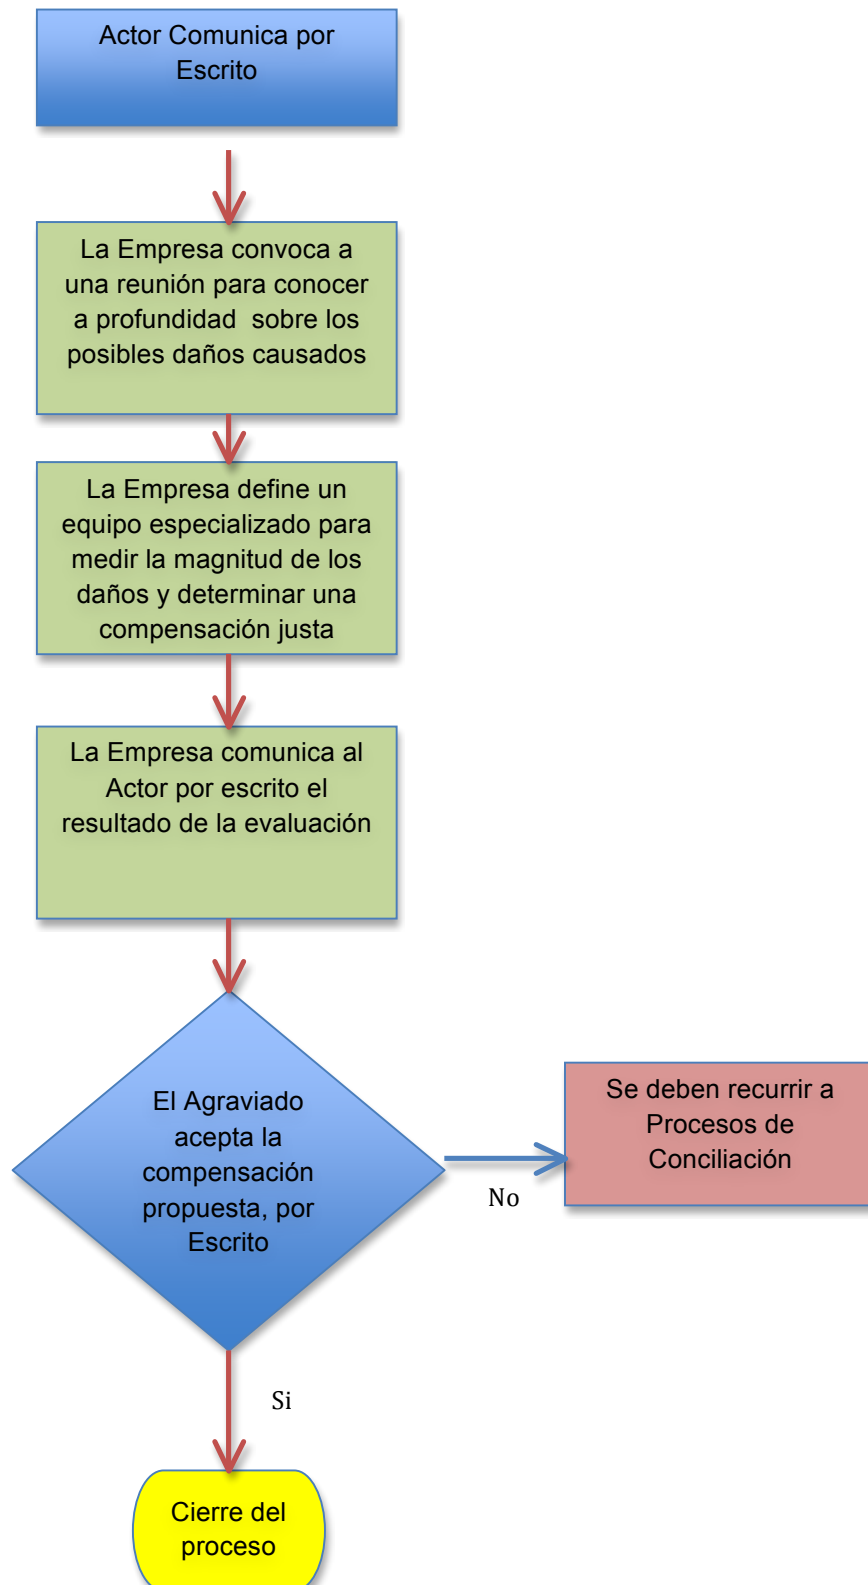 Actor Comunica por
Escrito
La Empresa convoca a
una reunión para conocer
a profundidad  sobre los
posibles daños causados
La Empresa define un
equipo especializado para
medir la magnitud de los
daños y determinar una
compensación justa
La Empresa comunica al
Actor por escrito el
resultado de la evaluación
El Agraviado
acepta la
compensación
propuesta, por
Escrito
No
Se deben recurrir a
Procesos de
Conciliación
Si
Cierre del
proceso